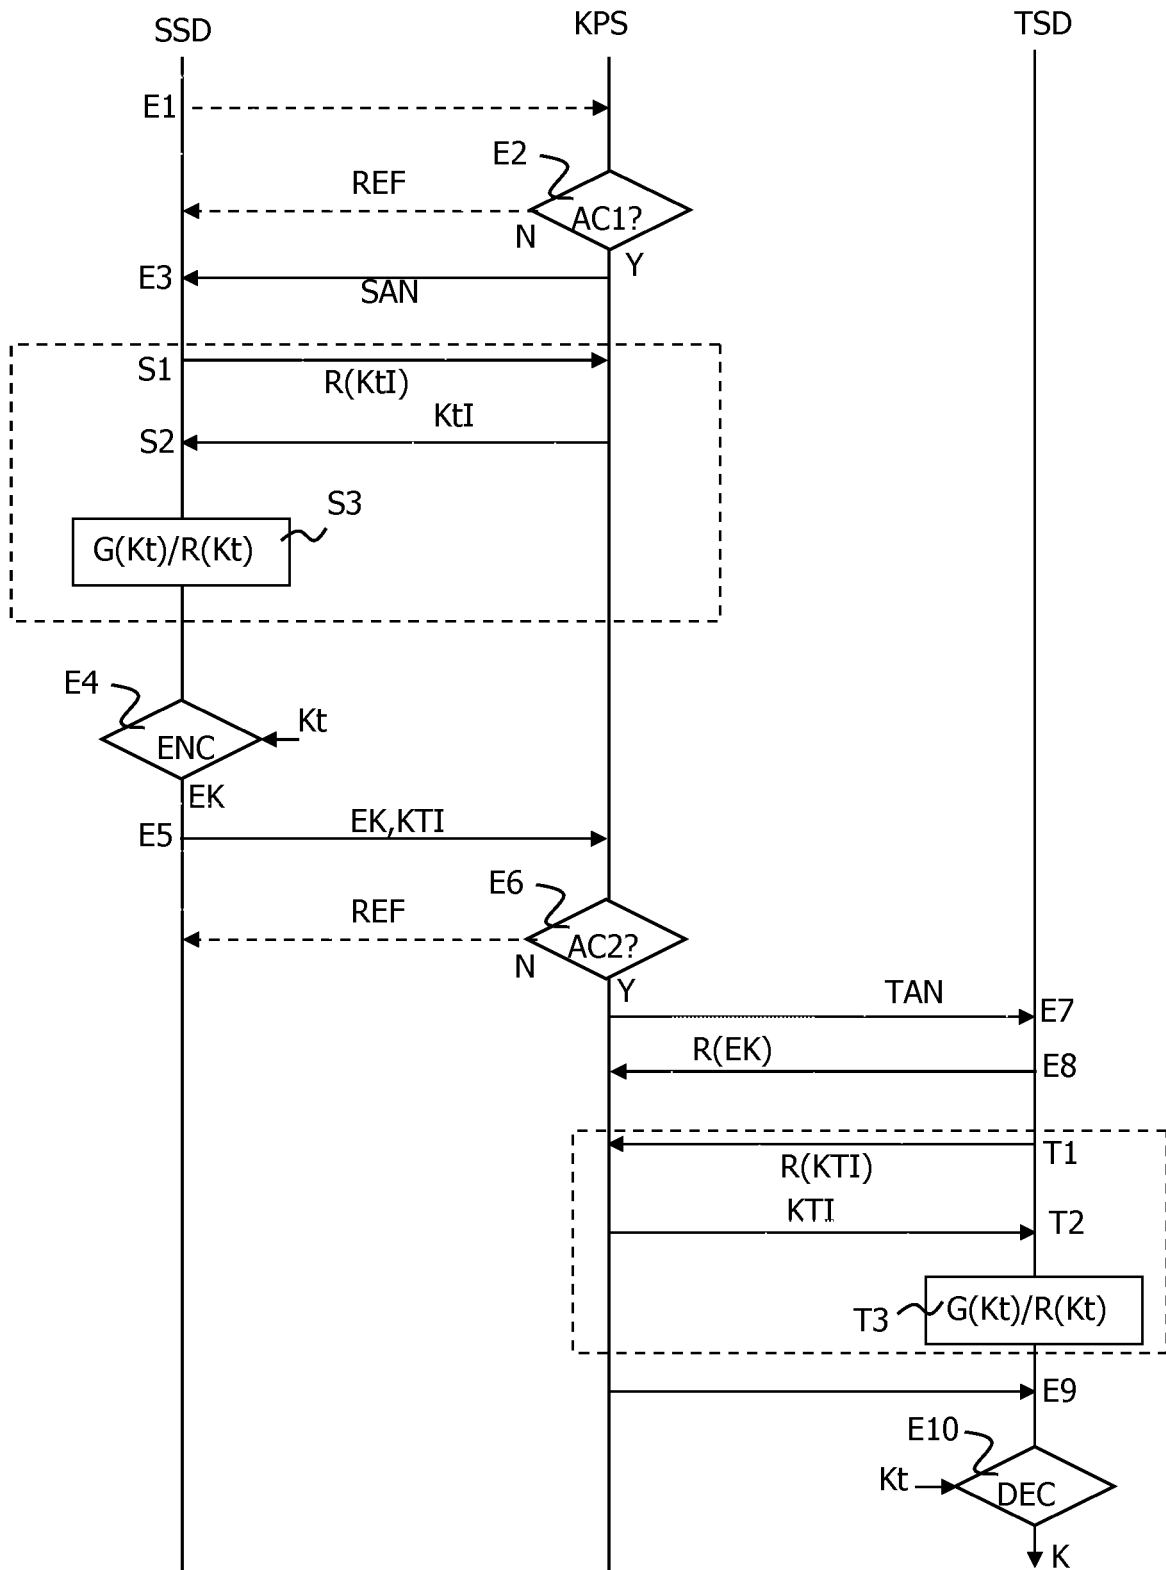 SSD KPS TSD
E1
E2
REF
AC1?
N
Y
E3
SAN
S1
R(KtI)
KtI
S2
S3
G(Kt)/R(Kt)
E4
Kt
ENC
EK
EK,KTI
E5
E6
REF
AC2?
N
Y
TAN
E7
R(EK)
E8
T1
R(KTI)
KTI
T2
T3
G(Kt)/R(Kt)
E9
E10
Kt
DEC
K